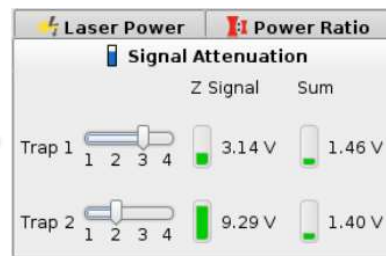 Laser Power Power Ratio
Signal Attenuation
Z Signal Sum
Trap 1 1 2 3 4 3.14 V 1.46 V
Trap 2 1 2 3 4 9.29 V 1.40 V